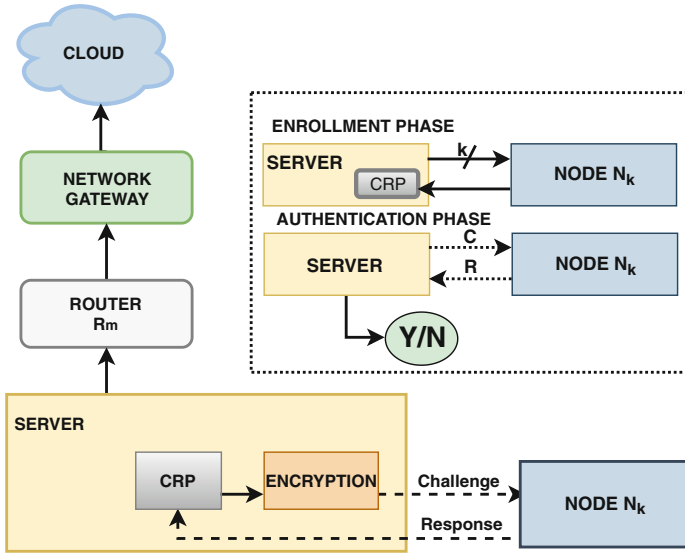 CLOUD
NETWORK
GATEWAY
ROUTER
Rm
ENROLLMENT PHASE
SERVER
CRP
k
NODE Nk
AUTHENTICATION PHASE
SERVER
C
R
NODE Nk
Y/N
SERVER
CRP
ENCRYPTION
Challenge
Response
NODE Nk